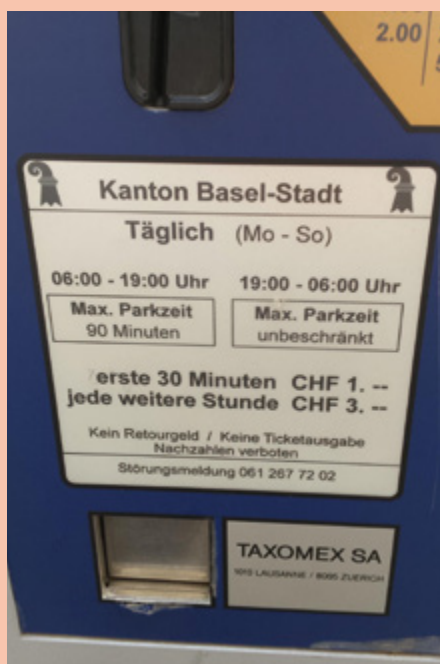 2.00
Kanton Basel-Stadt
Täglich (Mo - So)
06:00 - 19:00 Uhr 19:00 - 06:00 Uhr
Max. Parkzeit Max. Parkzeit
90 Minuten unbeschränkt
erste 30 Minuten CHF 1. --
jede weitere Stunde CHF 3. --
Kein Retourgeld / Keine Ticketausgabe
Nachzahlen verboten
Störungsmeldung 061 267 72 02
TAXOMEX SA
LAUSANNE / ZUERICH